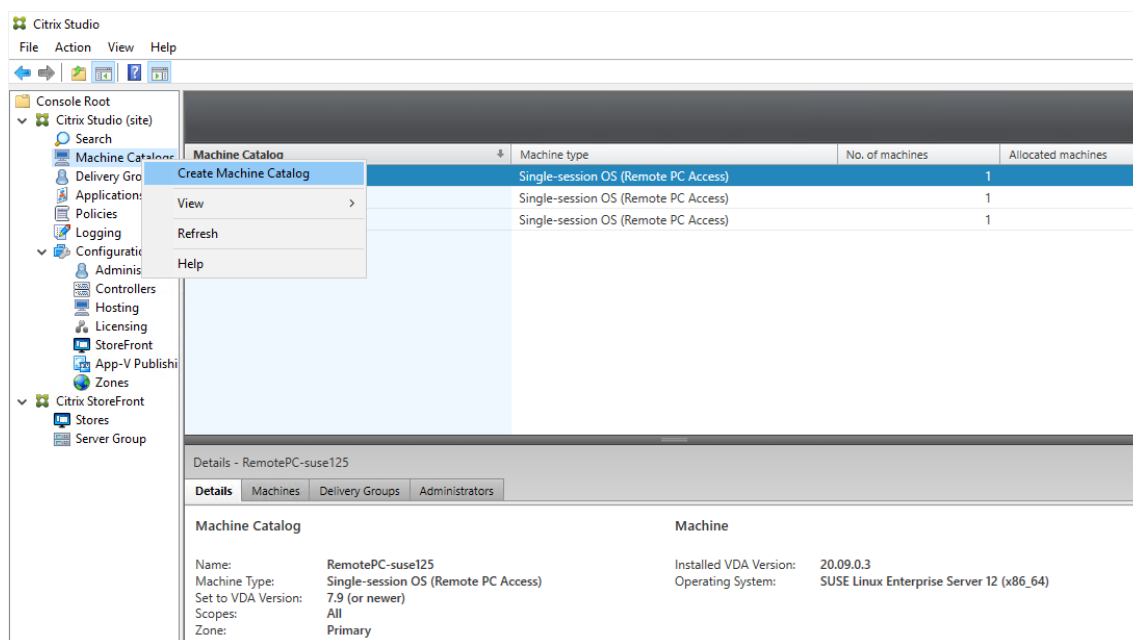 Citrix Studio
File Action View Help
Console Root
Citrix Studio (site)
Search
Machine Catalogs
Delivery Gro
Applications
Policies
Logging
Configuratio
Adminis
Controllers
Hosting
Licensing
StoreFront
App-V Publishi
Zones
Citrix StoreFront
Stores
Server Group
Create Machine Catalog
View
Refresh
Help
Machine Catalog Machine type No. of machines Allocated machines
Single-session OS (Remote PC Access) 1
Single-session OS (Remote PC Access) 1
Single-session OS (Remote PC Access) 1
Details - RemotePC-suse125
Details Machines Delivery Groups Administrators
Machine Catalog
Name: RemotePC-suse125
Machine Type: Single-session OS (Remote PC Access)
Set to VDA Version: 7.9 (or newer)
Scopes: All
Zone: Primary
Machine
Installed VDA Version: 20.09.0.3
Operating System: SUSE Linux Enterprise Server 12 (x86_64)